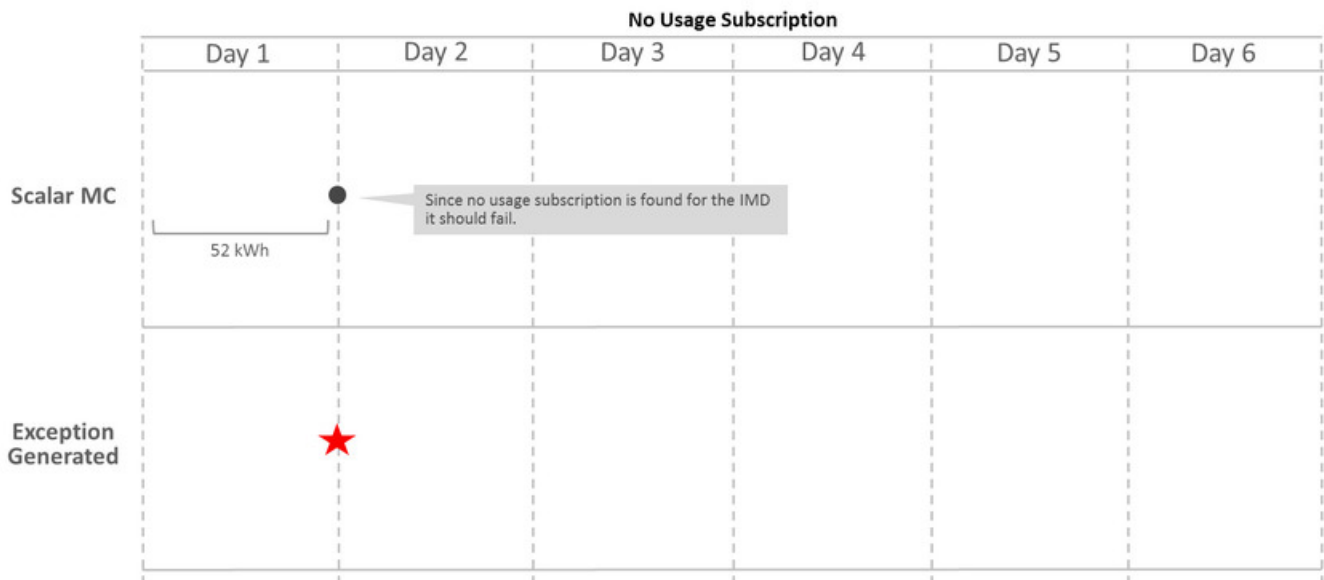 No Usage Subscription
Day 1 Day 2 Day 3 Day 4 Day 5 Day 6
Scalar MC
Since no usage subscription is found for the IMD
it should fail.
52 kWh
Exception
Generated